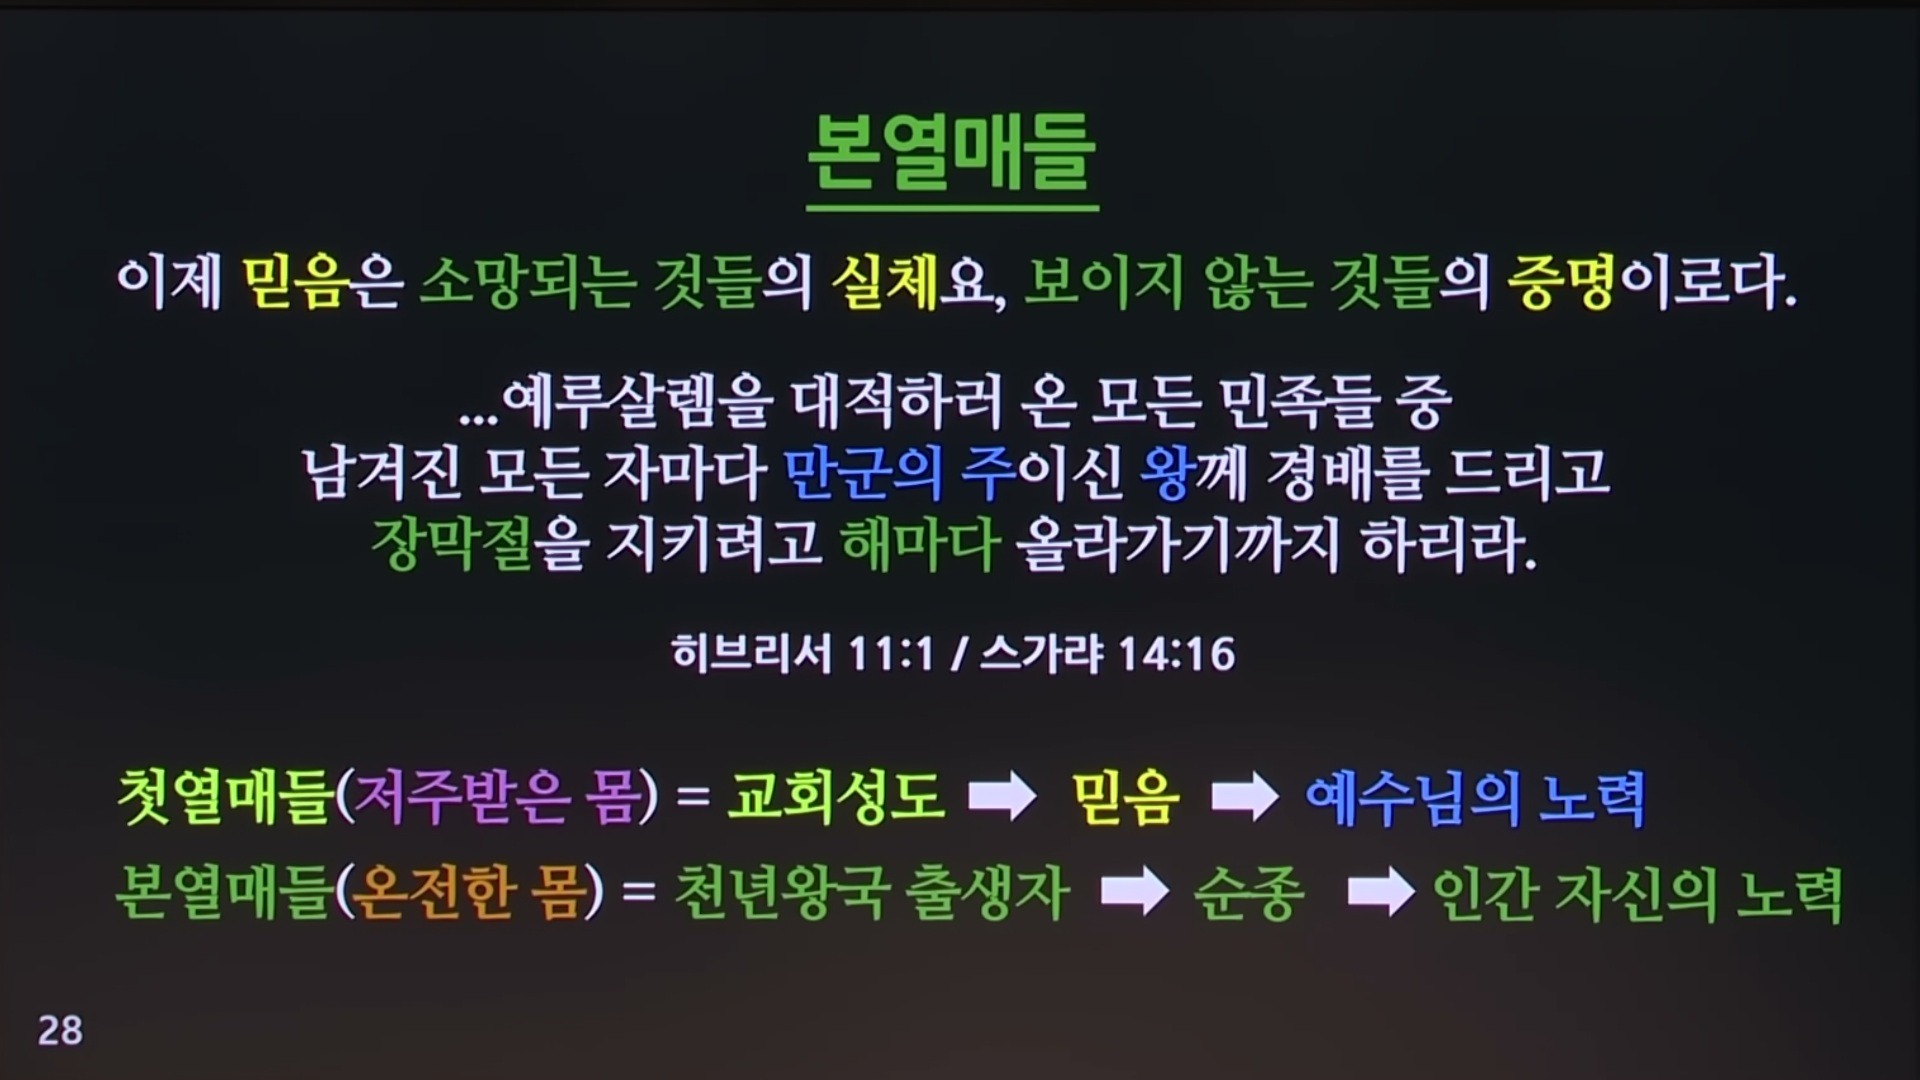 본열매들
이제 믿음은 소망되는 것들의 실체요, 보이지 않는 것들의 증명이로다.
...예루살렘을 대적하러 온 모든 민족들 중
남겨진 모든 자마다 만군의 주이신 왕께 경배를 드리고
장막절을 지키려고 해마다 올라가기까지 하리라.
히브리서 11:1 / 스가랴 14:16
첫열매들(저주받은 몸) = 교회성도 ➡ 믿음 ➡ 예수님의 노력
본열매들(온전한 몸) = 천년왕국 출생자 ➡ 순종 ➡ 인간 자신의 노력
28